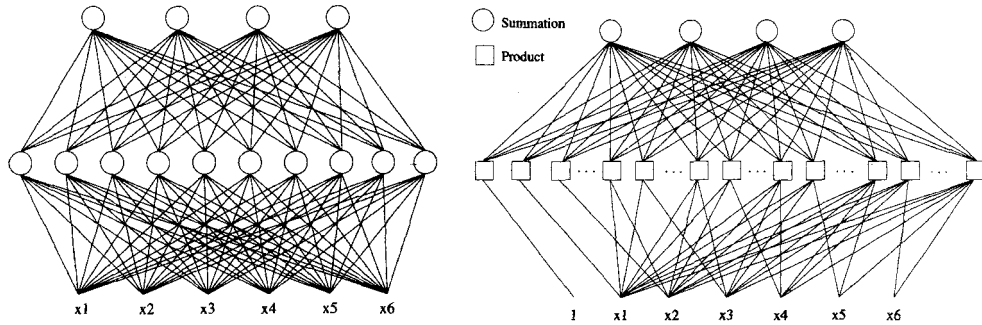 Summation
Product
...
...
...
...
...
x1 x2 x3 x4 x5 x6
1 x1 x2 x3 x4 x5 x6